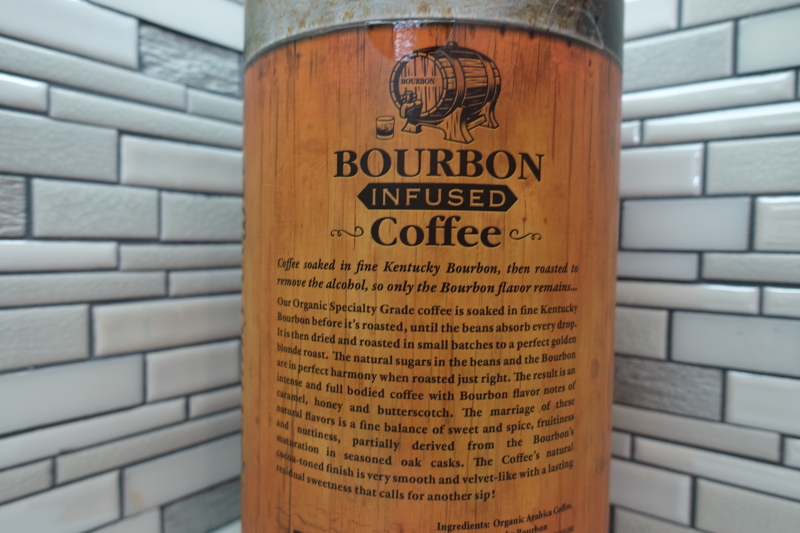 BOURBON
BOURBON
INFUSED
Coffee
Coffee soaked in fine Kentucky Bourbon, then roasted to
remove the alcohol, so only the Bourbon flavor remains...
Our Organic Specialty Grade coffee is soaked in fine Kentucky
Bourbon before it's roasted, until the beans absorb every drop.
It is then dried and roasted in small batches to a perfect golden
blonde roast. The natural sugars in the beans and the Bourbon
are in perfect harmony when roasted just right. The result is an
intense and full bodied coffee with Bourbon flavor notes of
caramel, honey and butterscotch. The marriage of these
natural flavors is a fine balance of sweet and spice, fruitiness
and nuttiness, partially derived from the Bourbon's
maturation in seasoned oak casks. The Coffee's natural
cocoa-toned finish is very smooth and velvet-like with a lasting
residual sweetness that calls for another sip!
Ingredients: Organic Arabica Coffee,
Bourbon